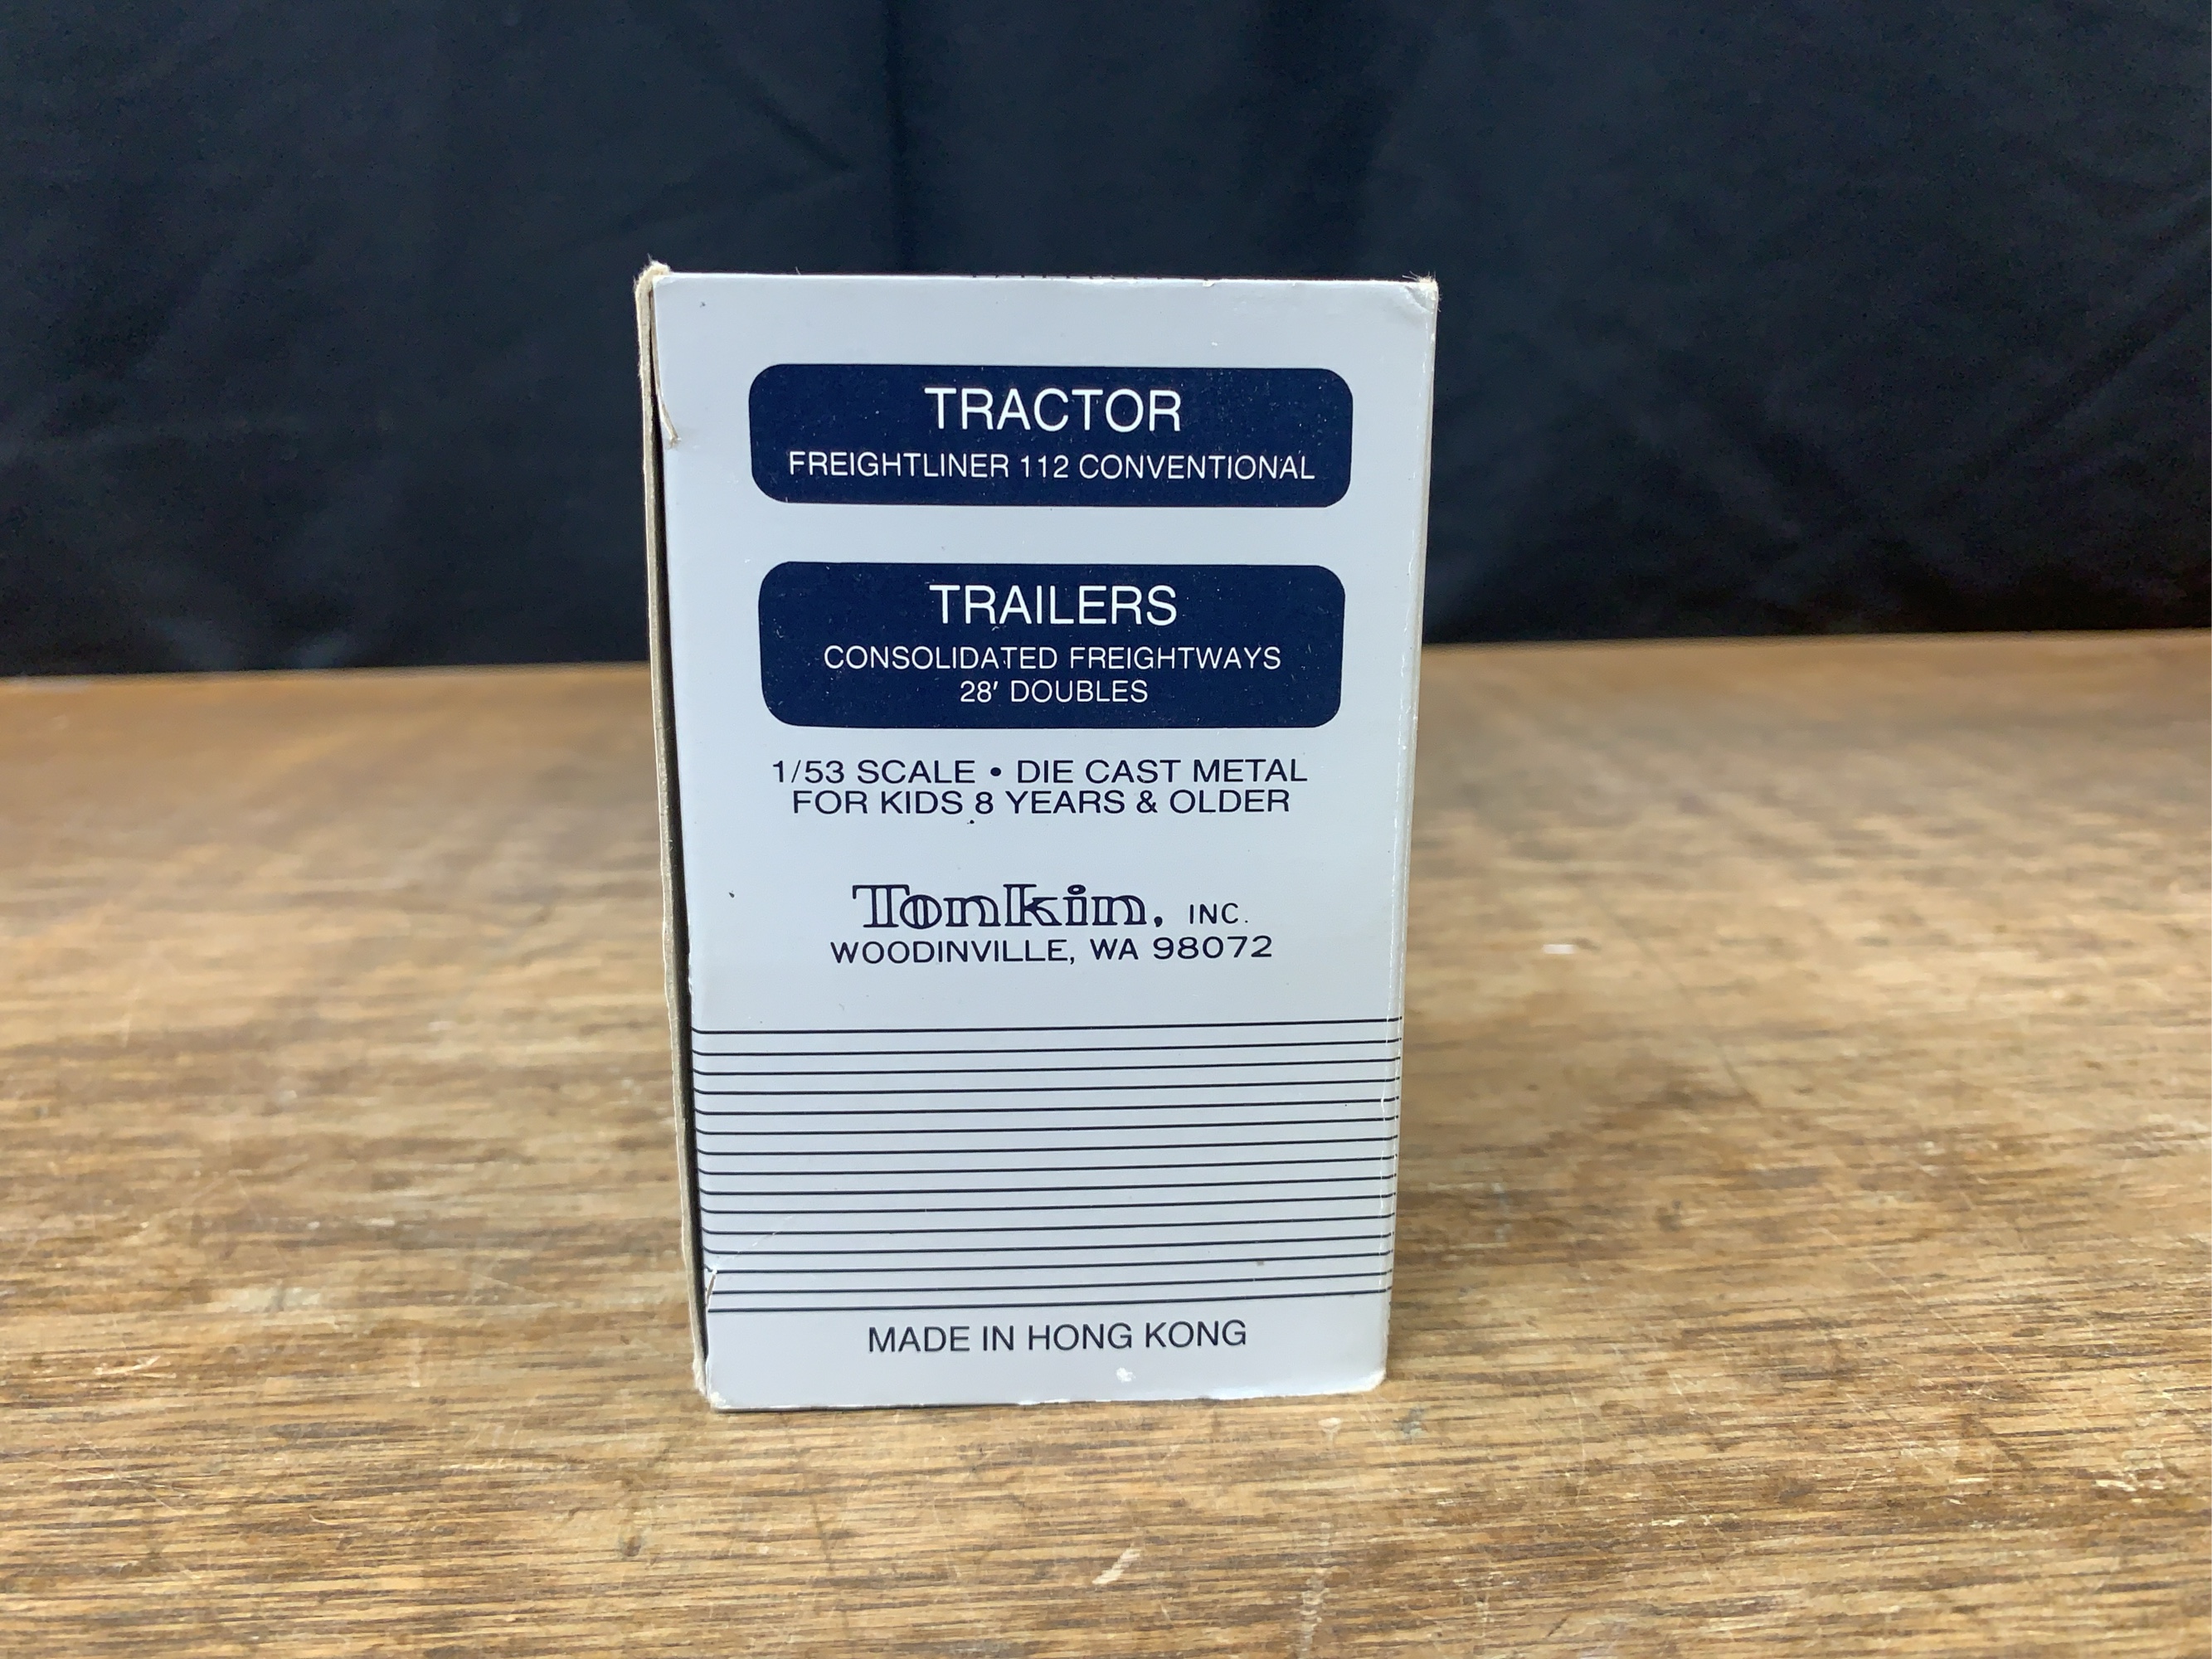 TRACTOR
FREIGHTLINER 112 CONVENTIONAL
TRAILERS
CONSOLIDATED FREIGHTWAYS
28' DOUBLES
1/53 SCALE • DIE CAST METAL
FOR KIDS 8 YEARS & OLDER
Tonkin, INC.
WOODINVILLE, WA 98072
MADE IN HONG KONG